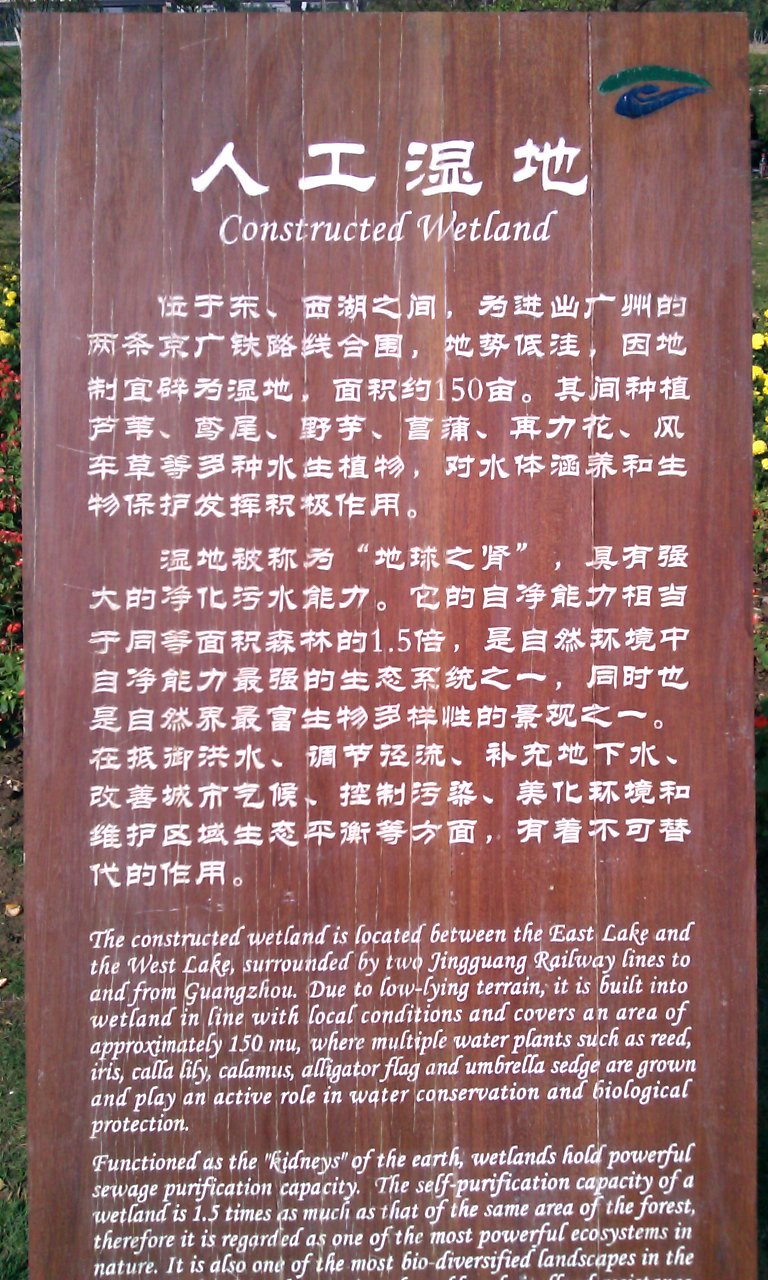 人工湿地
Constructed Wetland
位于东、西湖之间，为进出广州的
两条京广铁路线合围，地势低洼，因地
制宜辟为湿地，面积约150亩。其间种植
芦苇、鸢尾、野芋、菖蒲、再力花、风
车草等多种水生植物，对水体涵养和生
物保护发挥积极作用。
湿地被称为“地球之肾”，具有强
大的净化污水能力。它的自净能力相当
于同等面积森林的1.5倍，是自然环境中
自净能力最强的生态系统之一，同时也
是自然界最富生物多样性的景观之一。
在抵御洪水、调节径流、补充地下水、
改善城市气候、控制污染、美化环境和
维护区域生态平衡等方面，有着不可替
代的作用。
The constructed wetland is located between the East Lake and
the West Lake, surrounded by two Jingguang Railway lines to
and from Guangzhou. Due to low-lying terrain, it is built into
wetland in line with local conditions and covers an area of
approximately 150 mu, where multiple water plants such as reed,
iris, calla lily, calamus, alligator flag and umbrella sedge are grown
and play an active role in water conservation and biological
protection.
Functioned as the "kidneys" of the earth, wetlands hold powerful
sewage purification capacity. The self-purification capacity of a
wetland is 1.5 times as much as that of the same area of the forest,
therefore it is regarded as one of the most powerful ecosystems in
nature. It is also one of the most bio-diversified landscapes in the